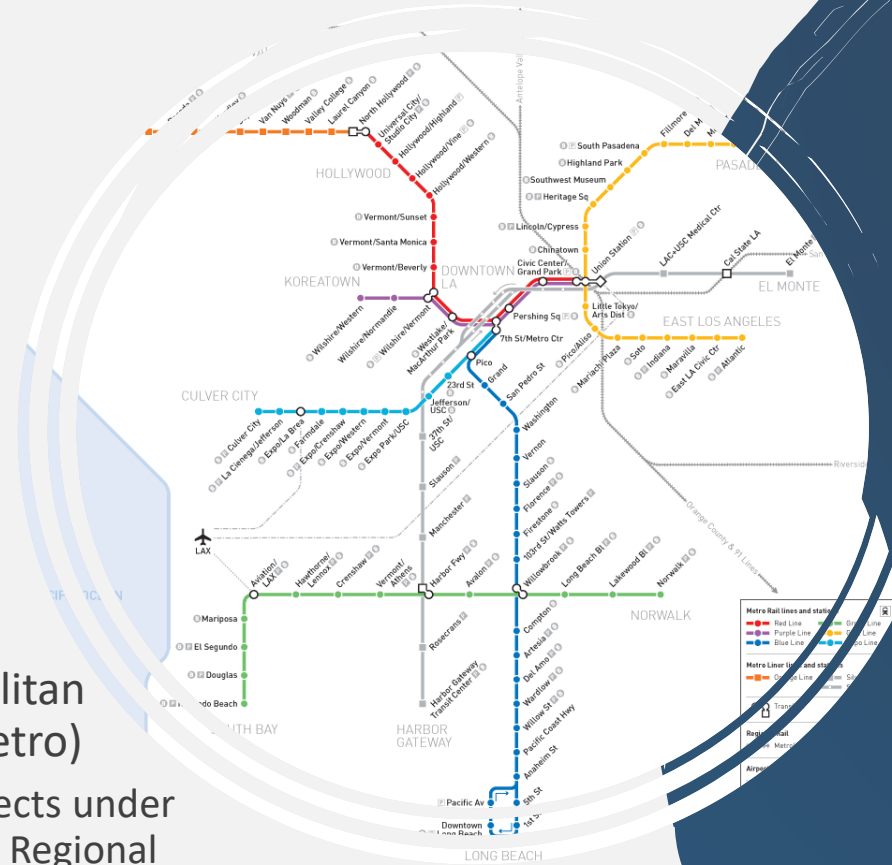 Antelope Val
Van Nuys
Woodman
Valley College
Laurel Canyon
North Hollywood
Universal City/
Studio City
Hollywood/Highland
Hollywood/Vine
Hollywood/Western
HOLLYWOOD
Vermont/Sunset
Vermont/Santa Monica
Vermont/Beverly
KOREATOWN
DOWNTOWN
LA
Wilshire/Western
Wilshire/Normandie
Wilshire/Vermont
Westlake/
MacArthur Park
Civic Center/
Grand Park
Pershing Sq
7th St/Metro Ctr
Union Station
Fillmore
Del M
PASAD
South Pasadena
Highland Park
Southwest Museum
Heritage Sq
Lincoln/Cypress
Chinatown
LAC+USC Medical Ctr
Cal State LA
El Monte
San
EL MONTE
Little Tokyo/
Arts Dist
EAST LOS ANGELES
Pico/Aliso
Mariachi Plaza
Soto
Indiana
Maravilla
East LA Civic Ctr
Atlantic
Pico
Grand
San Pedro St
Washington
CULVER CITY
Culver City
La Cienega/Jefferson
Expo/La Brea
Farmdale
Expo/Crenshaw
Expo/Western
Expo/Vermont
Expo Park/USC
Jefferson/
USC
23rd St
37th St/
USC
Slauson
Manchester
Vernon
Slauson
Florence
Firestone
103rd St/Watts Towers
Willowbrook
Riverside
Orange County & 91 Lines
LAX
Aviation/
LAX
Hawthorne/
Lennox
Crenshaw
Vermont/
Athens
Harbor Fwy
Avalon
Long Beach Bl
Lakewood Bl
Norwalk
NORWALK
Mariposa
El Segundo
Douglas
Beach
BAY
Rosecrans
Harbor Gateway
Transit Center
HARBOR
GATEWAY
Compton
Artesia
Del Amo
Wardlow
Willow St
Pacific Coast Hwy
Anaheim St
5th St
1st S
Pacific Av
Downtown
Long Beach
LONG BEACH
OCEAN
Metro Rail lines and stati
Red Line
Purple Line
Blue Line
Line
Metro Liner
Line
Rail
litan
etro)
ects under
Regional